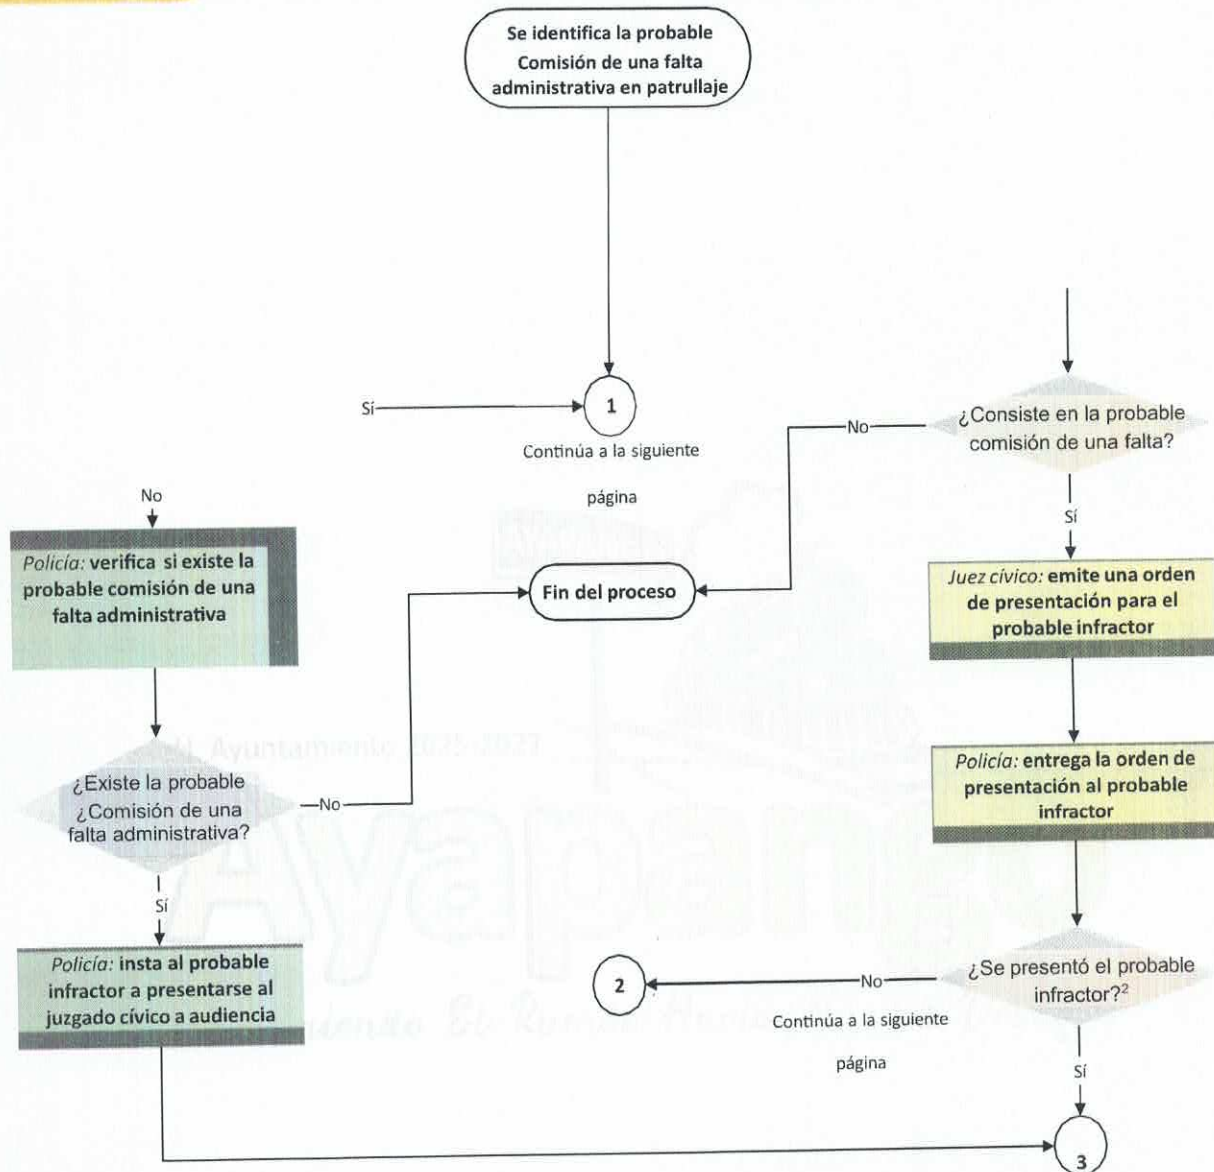 Se identifica la probable
Comisión de una falta
administrativa en patrullaje
Sí
1
Continúa a la siguiente
página
No
¿Consiste en la probable
comisión de una falta?
Sí
No
Policía: verifica si existe la
probable comisión de una
falta administrativa
Fin del proceso
Juez cívico: emite una orden
de presentación para el
probable infractor
Ayuntamiento 2025-2027
¿Existe la probable
¿Comisión de una
falta administrativa?
No
Policía: entrega la orden de
presentación al probable
infractor
Ayapango
Sí
Policía: insta al probable
infractor a presentarse al
juzgado cívico a audiencia
2
No
¿Se presentó el probable
infractor?²
Continúa a la siguiente
página
Sí
3